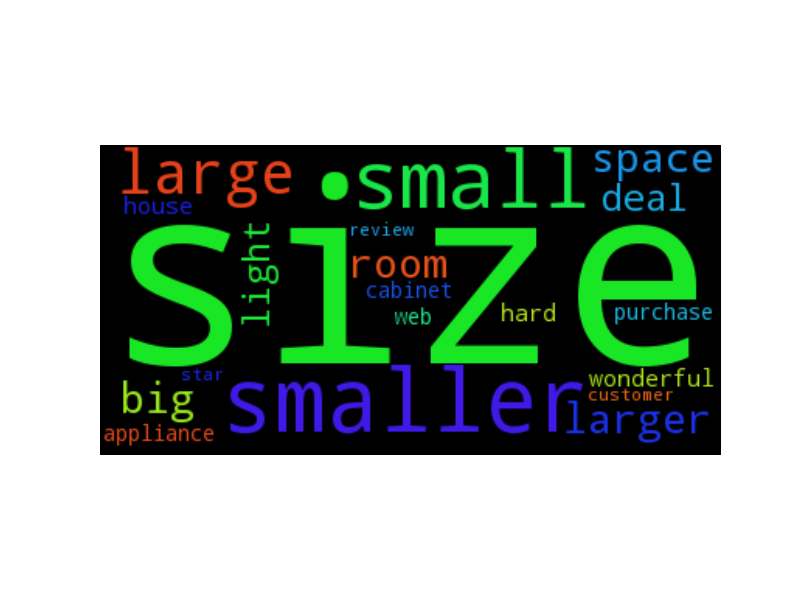 large
small
space
deal
house
size
light
review
room
cabinet
web
hard
purchase
star
smaller
big
wonderful
customer
larger
appliance